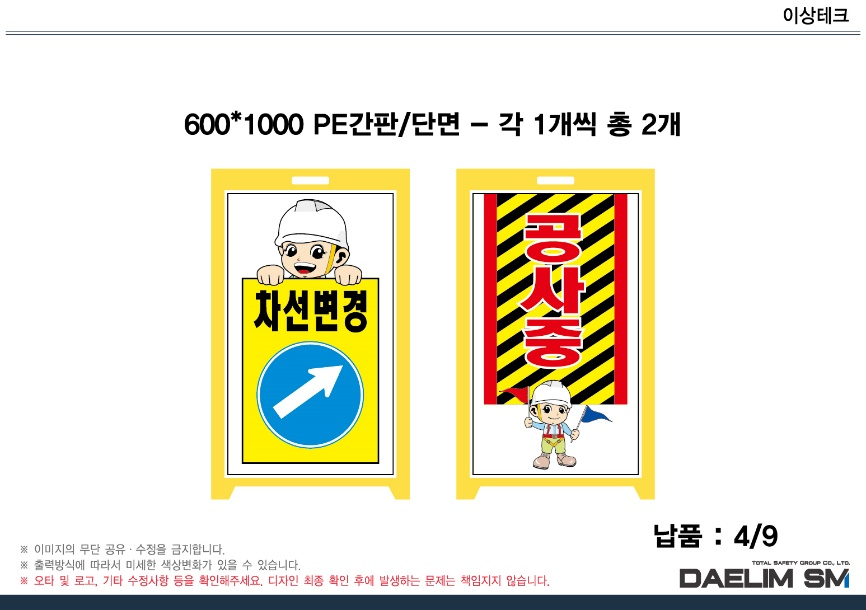 이상테크
600*1000 PE간판/단면 – 각 1개씩 총 2개
차선변경
공
사
중
납품 : 4/9
※ 이미지의 무단 공유·수정을 금지합니다.
※ 출력방식에 따라서 미세한 색상변화가 있을 수 있습니다.
※ 오타 및 로고, 기타 수정사항 등을 확인해주세요. 디자인 최종 확인 후에 발생하는 문제는 책임지지 않습니다.
TOTAL SAFETY GROUP CO., LTD.
DAELIM SM